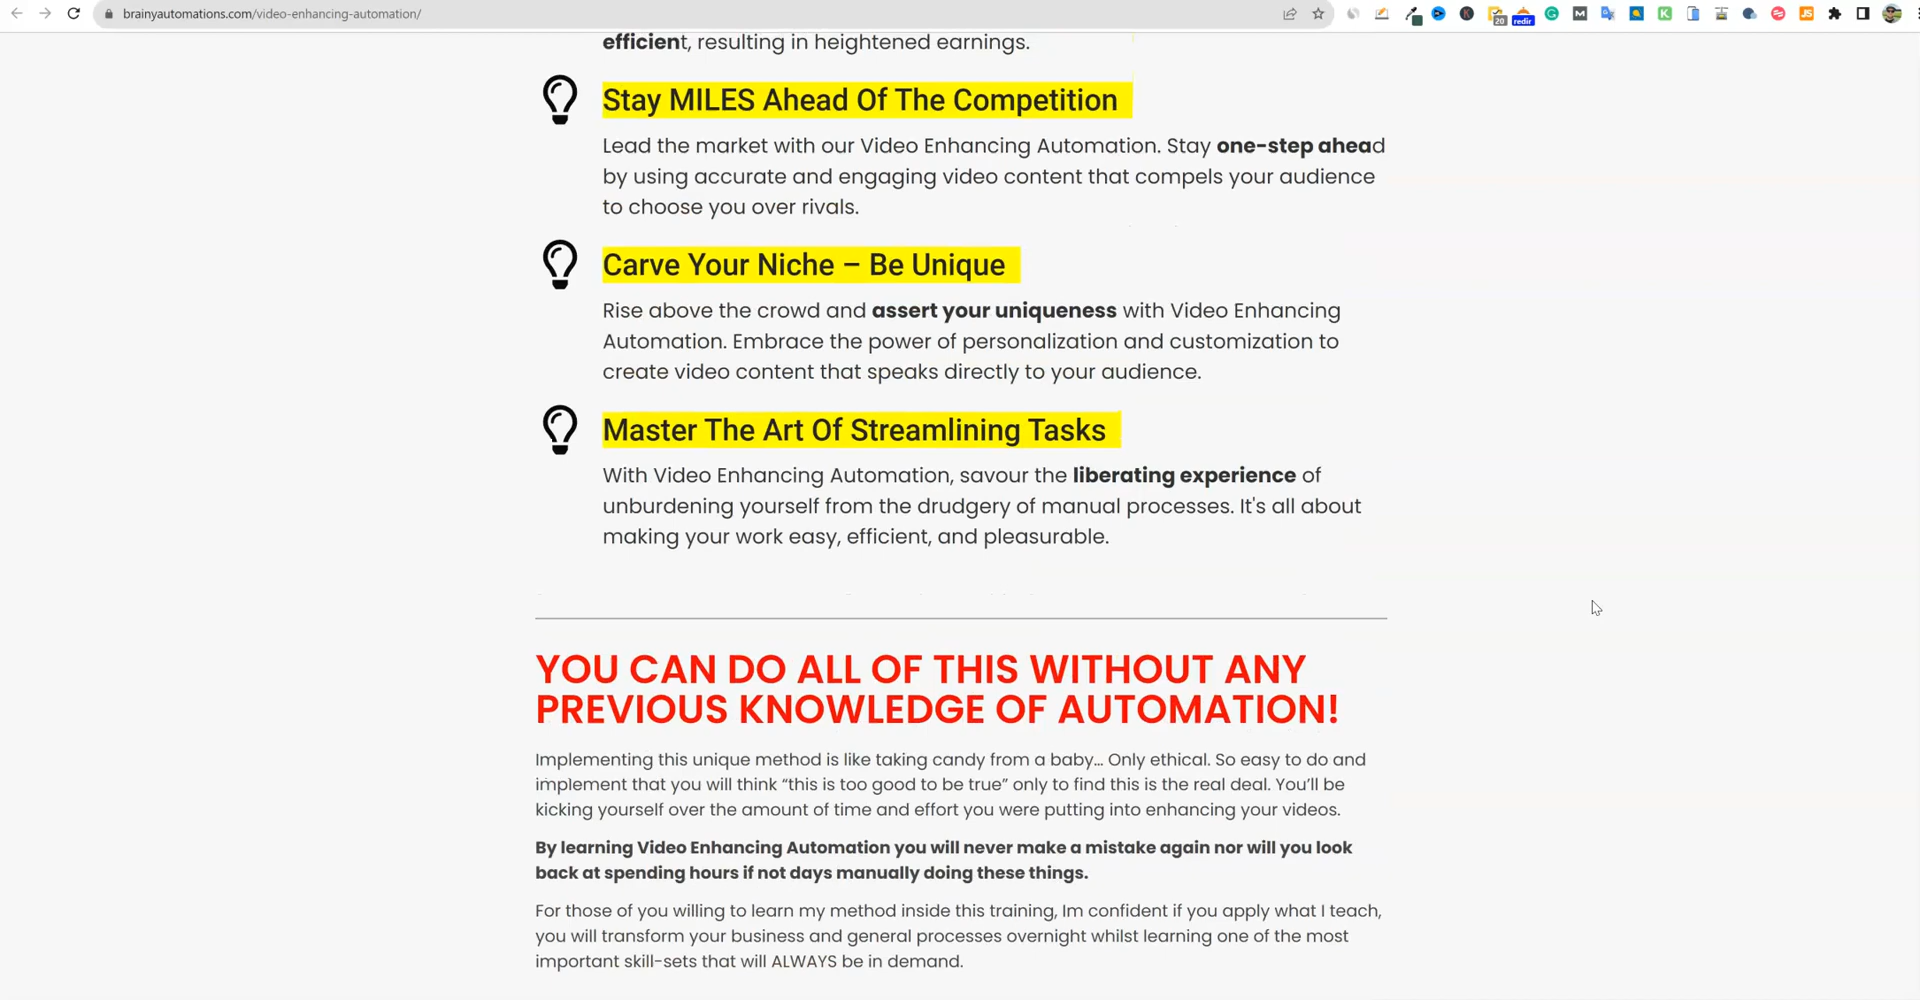 brainyautomations.com/video-enhancing-automation/
20
redir
JS
efficient, resulting in heightened earnings.
Stay MILES Ahead Of The Competition
Lead the market with our Video Enhancing Automation. Stay one-step ahead
by using accurate and engaging video content that compels your audience
to choose you over rivals.
Carve Your Niche – Be Unique
Rise above the crowd and assert your uniqueness with Video Enhancing
Automation. Embrace the power of personalization and customization to
create video content that speaks directly to your audience.
Master The Art Of Streamlining Tasks
With Video Enhancing Automation, savour the liberating experience of
unburdening yourself from the drudgery of manual processes. It's all about
making your work easy, efficient, and pleasurable.
YOU CAN DO ALL OF THIS WITHOUT ANY
PREVIOUS KNOWLEDGE OF AUTOMATION!
Implementing this unique method is like taking candy from a baby… Only ethical. So easy to do and
implement that you will think “this is too good to be true” only to find this is the real deal. You’ll be
kicking yourself over the amount of time and effort you were putting into enhancing your videos.
By learning Video Enhancing Automation you will never make a mistake again nor will you look
back at spending hours if not days manually doing these things.
For those of you willing to learn my method inside this training, Im confident if you apply what I teach,
you will transform your business and general processes overnight whilst learning one of the most
important skill-sets that will ALWAYS be in demand.